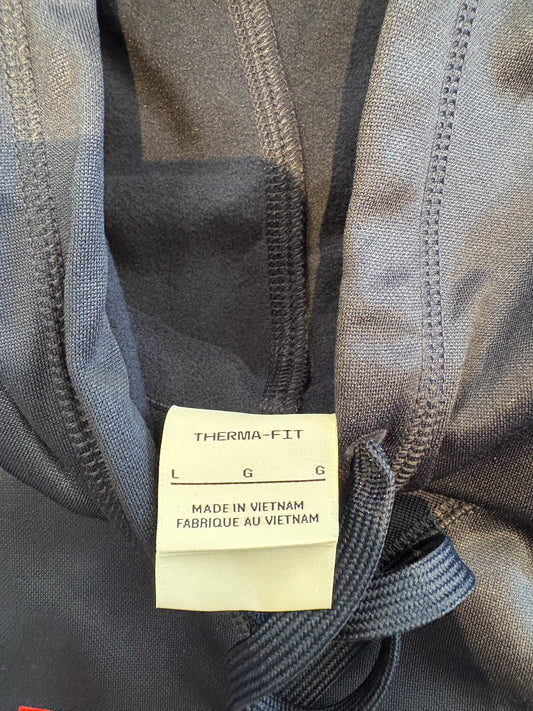 THERMA-FIT
L G G
MADE IN VIETNAM
FABRIQUE AU VIETNAM